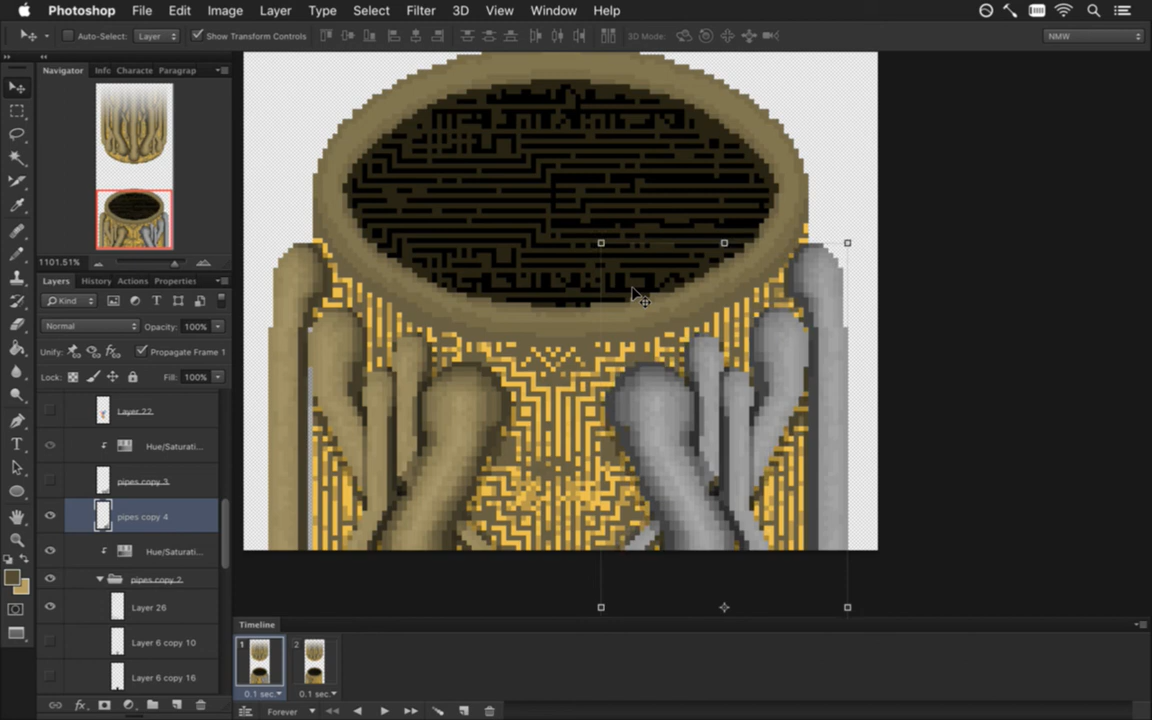 Photoshop File Edit Image Layer Type Select Filter 3D View Window Help
Auto-Select: Layer Show Transform Controls 3D Mode: NMW
Navigator Info Characte Paragrap
1101.51%
Layers History Actions Properties
Kind
Normal Opacity: 100%
Unify: Propagate Frame 1
Lock: Fill: 100%
Layer 22
Hue/Saturati...
pipes copy 3
pipes copy 4
Hue/Saturati...
pipes copy 2
Layer 26
Layer 6 copy 10
Layer 6 copy 16
fx
Timeline
1 2
0.1 sec. 0.1 sec.
Forever